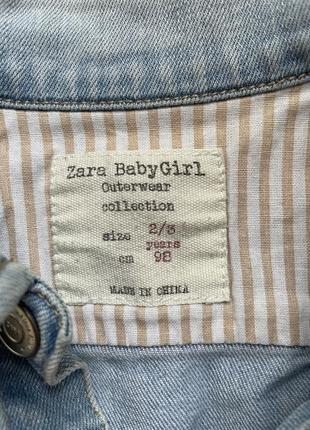 Zara BabyGirl
Outerwear
collection
size 2/3
years
cm 98
MADE IN CHINA